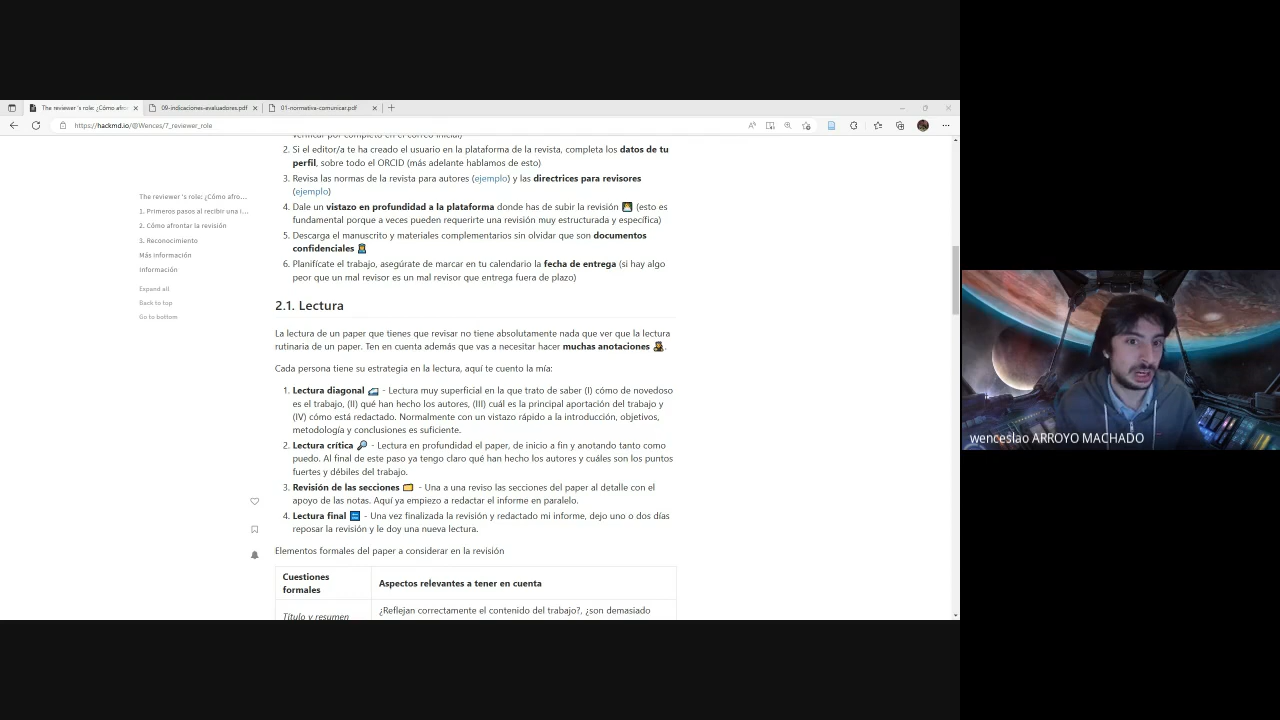 The reviewer´s role: ¿Cómo afro
09-indicaciones-evaluadores.pdf
01-normativa-comunicar.pdf
https://hackmd.io/@Wences/7_reviewer_role
verificar por completo en el correo inicial)
2. Si el editor/a te ha creado el usuario en la plataforma de la revista, completa los datos de tu
perfil, sobre todo el ORCID (más adelante hablamos de esto)
3. Revisa las normas de la revista para autores (ejemplo) y las directrices para revisores
(ejemplo)
4. Dale un vistazo en profundidad a la plataforma donde has de subir la revisión (esto es
fundamental porque a veces pueden requerirte una revisión muy estructurada y específica)
5. Descarga el manuscrito y materiales complementarios sin olvidar que son documentos
confidenciales
6. Planifícate el trabajo, asegúrate de marcar en tu calendario la fecha de entrega (si hay algo
peor que un mal revisor es un mal revisor que entrega fuera de plazo)
The reviewer´s role: ¿Cómo afro...
1. Primeros pasos al recibir una i...
2. Cómo afrontar la revisión
3. Reconocimiento
Más información
Información
Expand all
Back to top
Go to bottom
2.1. Lectura
La lectura de un paper que tienes que revisar no tiene absolutamente nada que ver que la lectura
rutinaria de un paper. Ten en cuenta además que vas a necesitar hacer muchas anotaciones.
Cada persona tiene su estrategia en la lectura, aquí te cuento la mía:
1. Lectura diagonal - Lectura muy superficial en la que trato de saber (I) cómo de novedoso
es el trabajo, (II) qué han hecho los autores, (III) cuál es la principal aportación del trabajo y
(IV) cómo está redactado. Normalmente con un vistazo rápido a la introducción, objetivos,
metodología y conclusiones es suficiente.
2. Lectura crítica - Lectura en profundidad el paper, de inicio a fin y anotando tanto como
puedo. Al final de este paso ya tengo claro qué han hecho los autores y cuáles son los puntos
fuertes y débiles del trabajo.
3. Revisión de las secciones - Una a una reviso las secciones del paper al detalle con el
apoyo de las notas. Aquí ya empiezo a redactar el informe en paralelo.
4. Lectura final - Una vez finalizada la revisión y redactado mi informe, dejo uno o dos días
reposar la revisión y le doy una nueva lectura.
Elementos formales del paper a considerar en la revisión
Cuestiones
formales
Aspectos relevantes a tener en cuenta
Título y resumen
¿Reflejan correctamente el contenido del trabajo?, ¿son demasiado
wenceslao ARROYO MACHADO